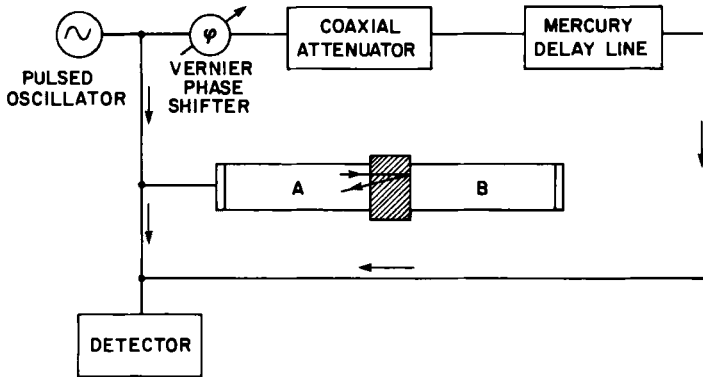 PULSED
OSCILLATOR
φ
VERNIER
PHASE
SHIFTER
COAXIAL
ATTENUATOR
MERCURY
DELAY LINE
A
B
DETECTOR